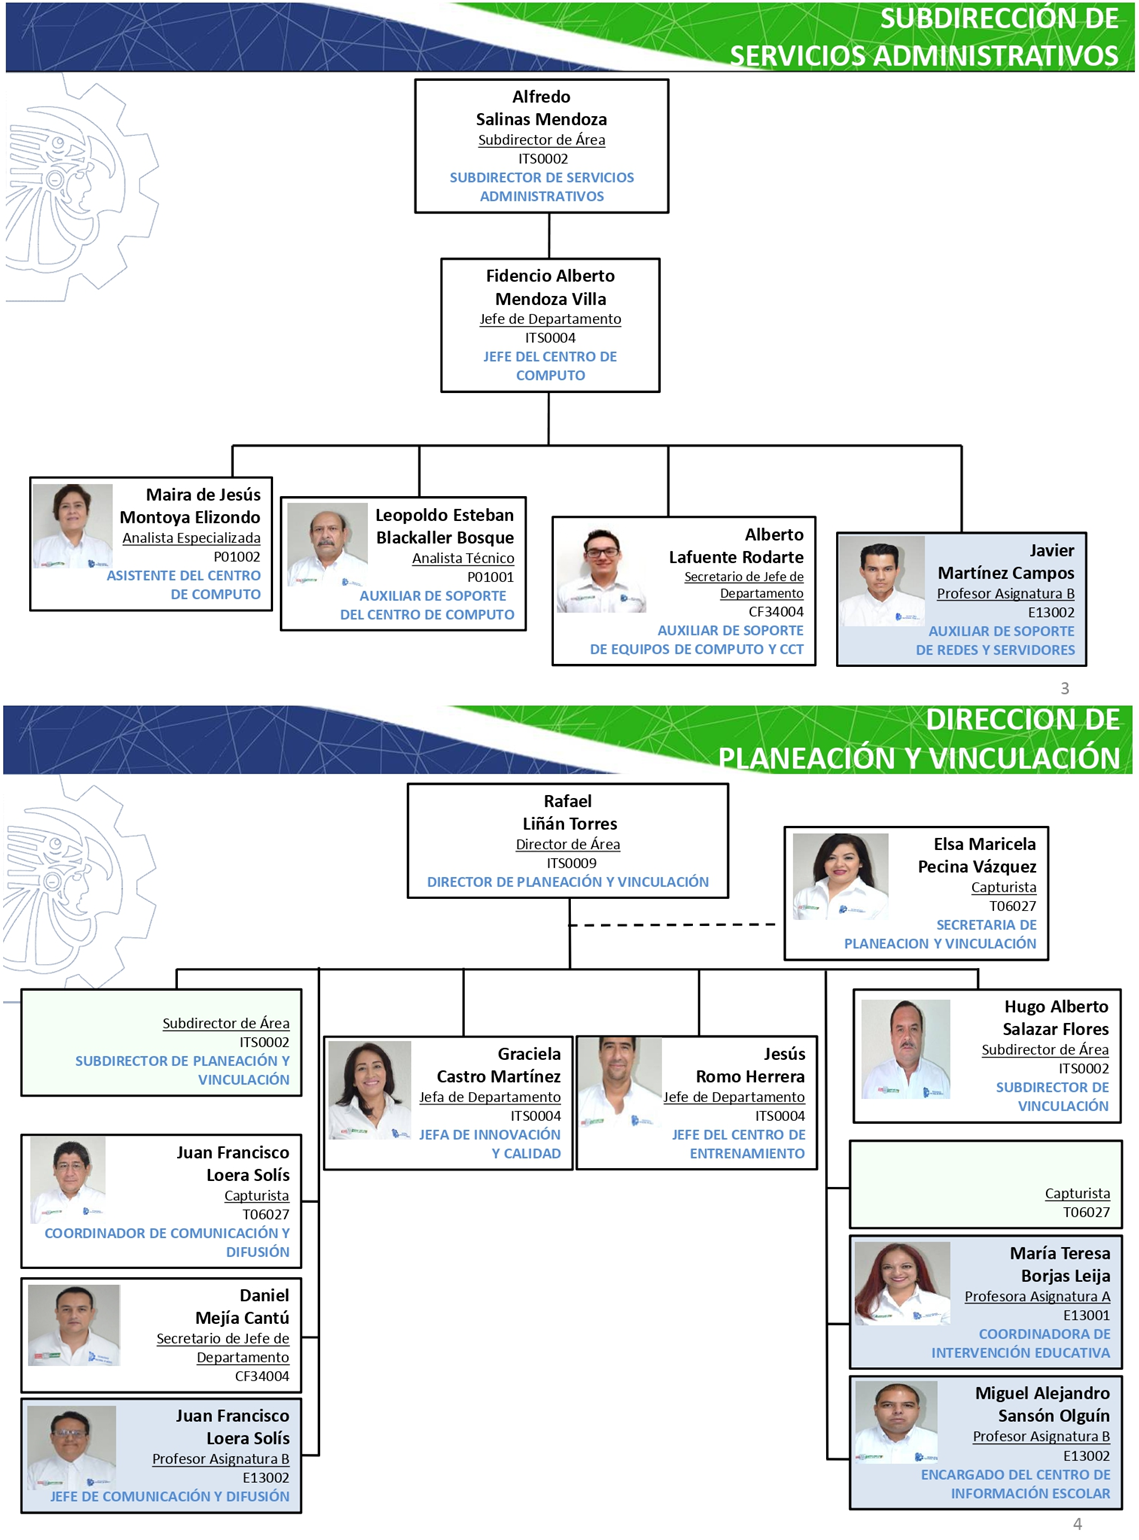 SUBDIRECCIÓN DE
SERVICIOS ADMINISTRATIVOS
Alfredo
Salinas Mendoza
Subdirector de Área
ITS0002
SUBDIRECTOR DE SERVICIOS
ADMINISTRATIVOS
Fidencio Alberto
Mendoza Villa
Jefe de Departamento
ITS0004
JEFE DEL CENTRO DE
COMPUTO
Maira de Jesús
Montoya Elizondo
Analista Especializada
P01002
ASISTENTE DEL CENTRO
DE COMPUTO
Leopoldo Esteban
Blackaller Bosque
Analista Técnico
P01001
AUXILIAR DE SOPORTE
DEL CENTRO DE COMPUTO
Alberto
Lafuente Rodarte
Secretario de Jefe de
Departamento
CF34004
AUXILIAR DE SOPORTE
DE EQUIPOS DE COMPUTO Y CCT
Javier
Martínez Campos
Profesor Asignatura B
E13002
AUXILIAR DE SOPORTE
DE REDES Y SERVIDORES
3
DIRECCIÓN DE
PLANEACIÓN Y VINCULACIÓN
Rafael
Liñán Torres
Director de Área
ITS0009
DIRECTOR DE PLANEACIÓN Y VINCULACIÓN
Elsa Maricela
Pecina Vázquez
Capturista
T06027
SECRETARIA DE
PLANEACION Y VINCULACIÓN
Subdirector de Área
ITS0002
SUBDIRECTOR DE PLANEACIÓN Y
VINCULACIÓN
Graciela
Castro Martínez
Jefa de Departamento
ITS0004
JEFA DE INNOVACIÓN
Y CALIDAD
Jesús
Romo Herrera
Jefe de Departamento
ITS0004
JEFE DEL CENTRO DE
ENTRENAMIENTO
Hugo Alberto
Salazar Flores
Subdirector de Área
ITS0002
SUBDIRECTOR DE
VINCULACIÓN
Juan Francisco
Loera Solís
Capturista
T06027
COORDINADOR DE COMUNICACIÓN Y
DIFUSIÓN
Daniel
Mejía Cantú
Secretario de Jefe de
Departamento
CF34004
Juan Francisco
Loera Solís
Profesor Asignatura B
E13002
JEFE DE COMUNICACIÓN Y DIFUSIÓN
Capturista
T06027
María Teresa
Borjas Leija
Profesora Asignatura A
E13001
COORDINADORA DE
INTERVENCIÓN EDUCATIVA
Miguel Alejandro
Sansón Olguín
Profesor Asignatura B
E13002
ENCARGADO DEL CENTRO DE
INFORMACIÓN ESCOLAR
4